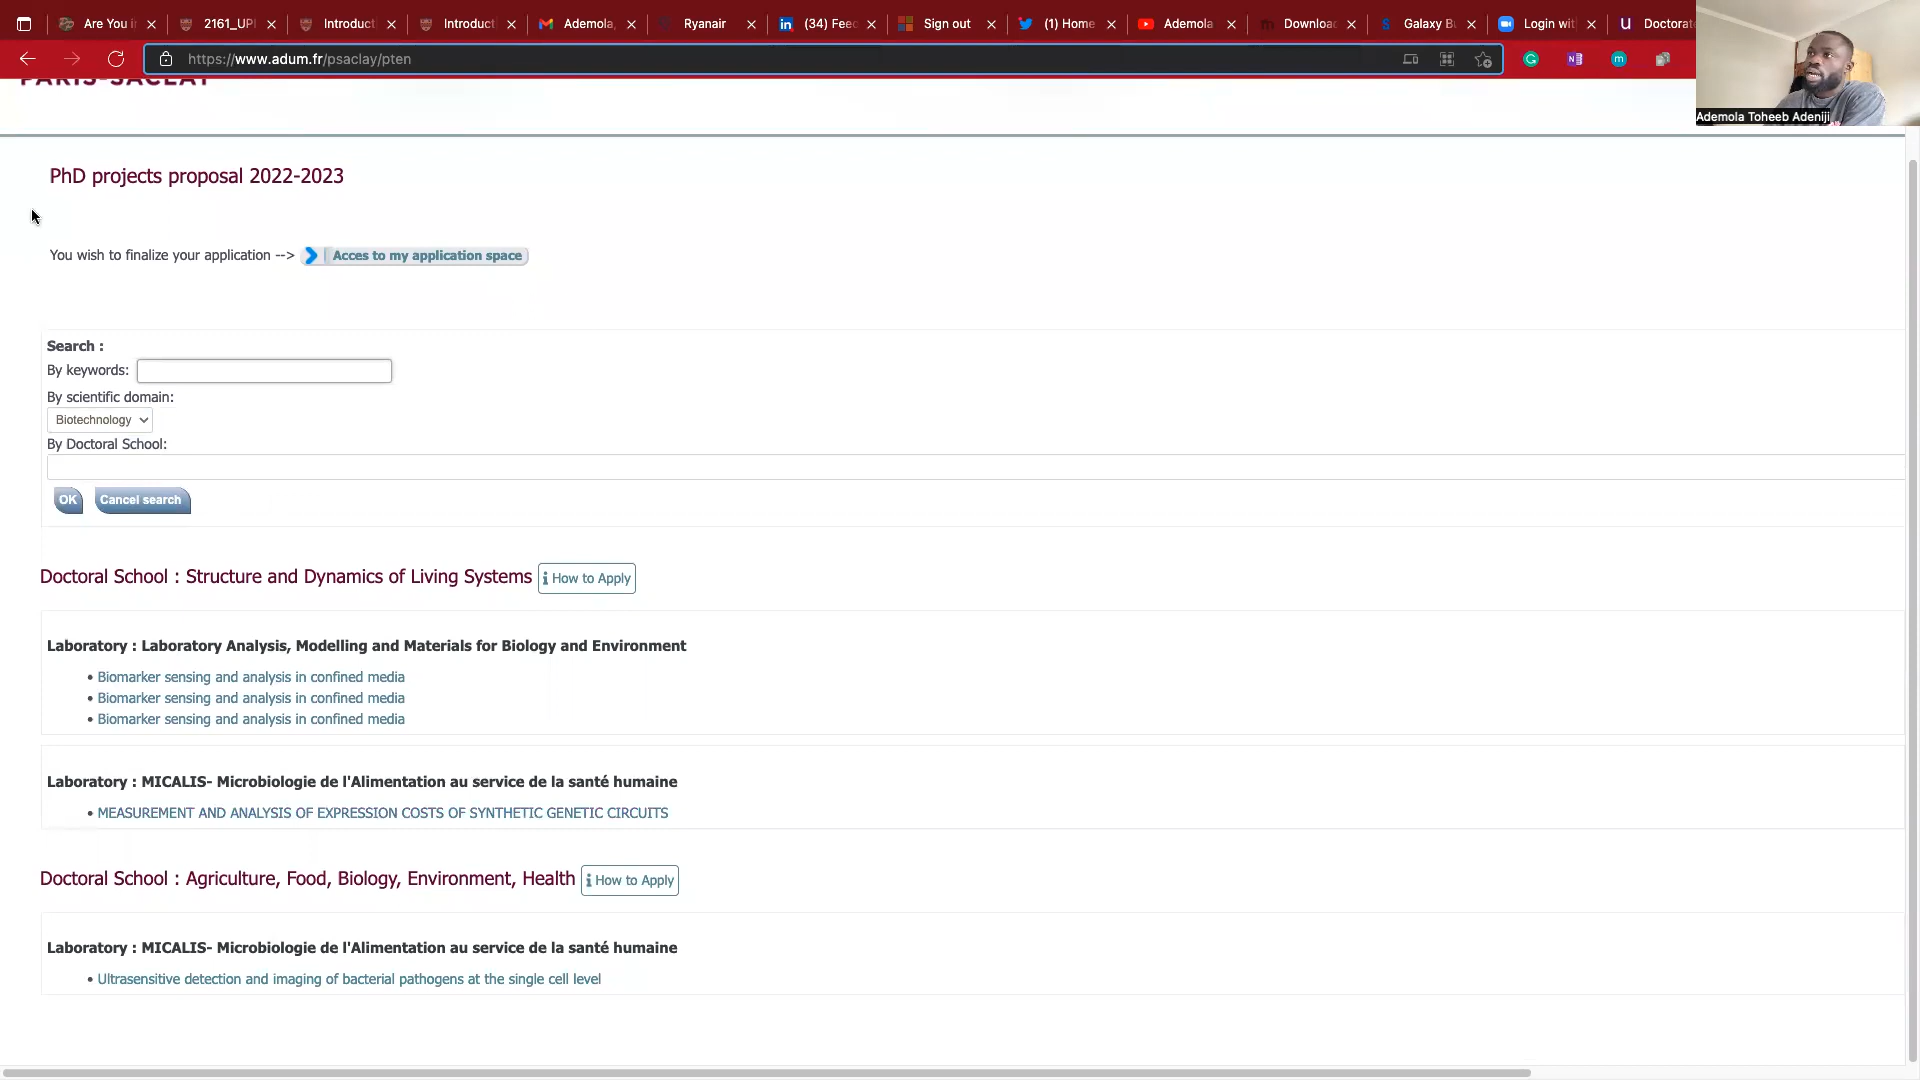 Are You i
2161_UPI
Introduct
Introduct
Ademola,
Ryanair
(34) Fee
Sign out
(1) Home
Ademola
Downloa
Galaxy B
Login wit
Doctorat
https://www.adum.fr/psaclay/pten
PARIS-SACLAY
Ademola Toheeb Adeniji
PhD projects proposal 2022-2023
You wish to finalize your application --> Acces to my application space
Search :
By keywords:
By scientific domain:
Biotechnology
By Doctoral School:
OK Cancel search
Doctoral School : Structure and Dynamics of Living Systems How to Apply
Laboratory : Laboratory Analysis, Modelling and Materials for Biology and Environment
• Biomarker sensing and analysis in confined media
• Biomarker sensing and analysis in confined media
• Biomarker sensing and analysis in confined media
Laboratory : MICALIS- Microbiologie de l'Alimentation au service de la santé humaine
• MEASUREMENT AND ANALYSIS OF EXPRESSION COSTS OF SYNTHETIC GENETIC CIRCUITS
Doctoral School : Agriculture, Food, Biology, Environment, Health How to Apply
Laboratory : MICALIS- Microbiologie de l'Alimentation au service de la santé humaine
• Ultrasensitive detection and imaging of bacterial pathogens at the single cell level